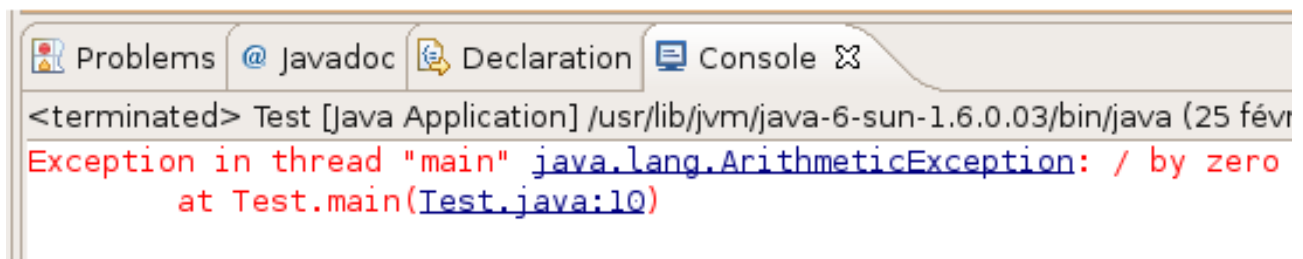 Problems @ Javadoc Declaration Console
<terminated> Test [Java Application] /usr/lib/jvm/java-6-sun-1.6.0.03/bin/java (25 févr
Exception in thread "main" java.lang.ArithmeticException: / by zero
at Test.main(Test.java:10)